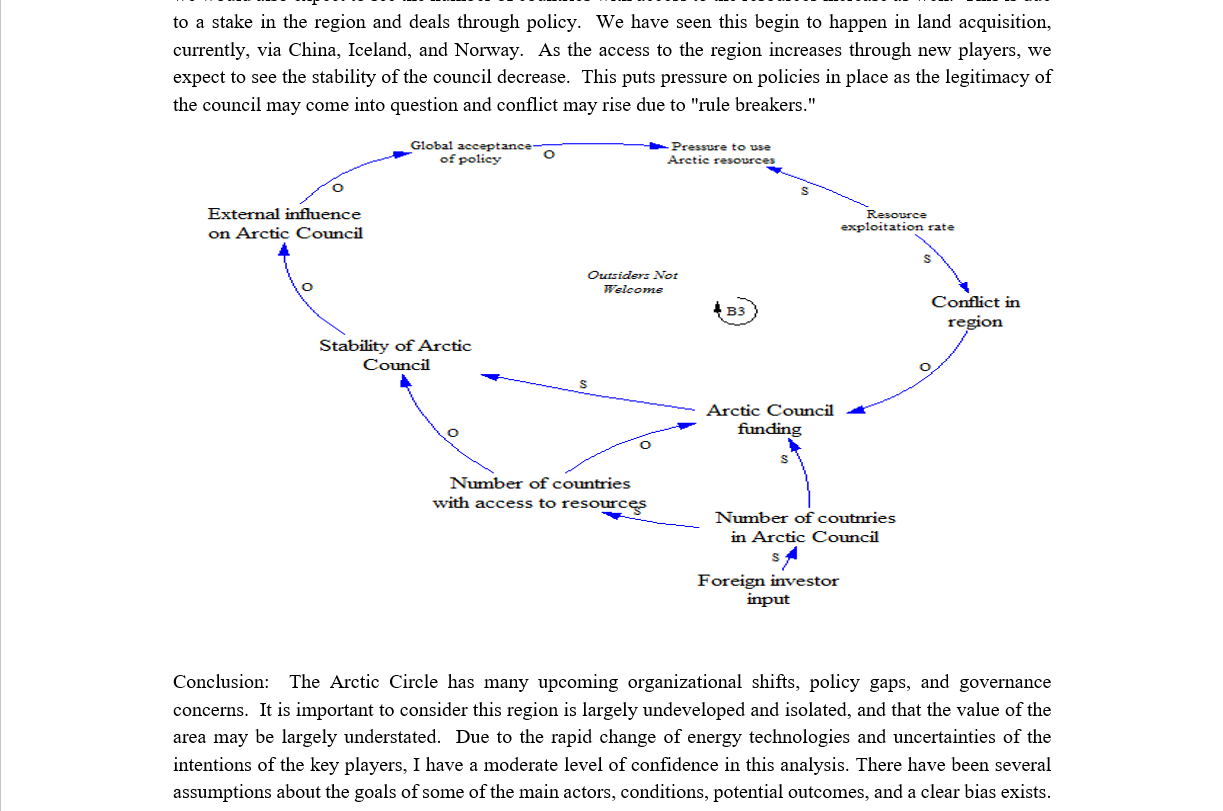 to a stake in the region and deals through policy. We have seen this begin to happen in land acquisition,
currently, via China, Iceland, and Norway. As the access to the region increases through new players, we
expect to see the stability of the council decrease. This puts pressure on policies in place as the legitimacy of
the council may come into question and conflict may rise due to "rule breakers."
Global acceptance
of policy
O
Pressure to use
Arctic resources
O
S
External influence
on Arctic Council
Resource
exploitation rate
S
Outsiders Not
Welcome
O
B3
Conflict in
region
Stability of Arctic
Council
O
S
Arctic Council
funding
O
O
S
Number of countries
with access to resources
S
Number of coutnries
in Arctic Council
S
Foreign investor
input
Conclusion: The Arctic Circle has many upcoming organizational shifts, policy gaps, and governance
concerns. It is important to consider this region is largely undeveloped and isolated, and that the value of the
area may be largely understated. Due to the rapid change of energy technologies and uncertainties of the
intentions of the key players, I have a moderate level of confidence in this analysis. There have been several
assumptions about the goals of some of the main actors, conditions, potential outcomes, and a clear bias exists.